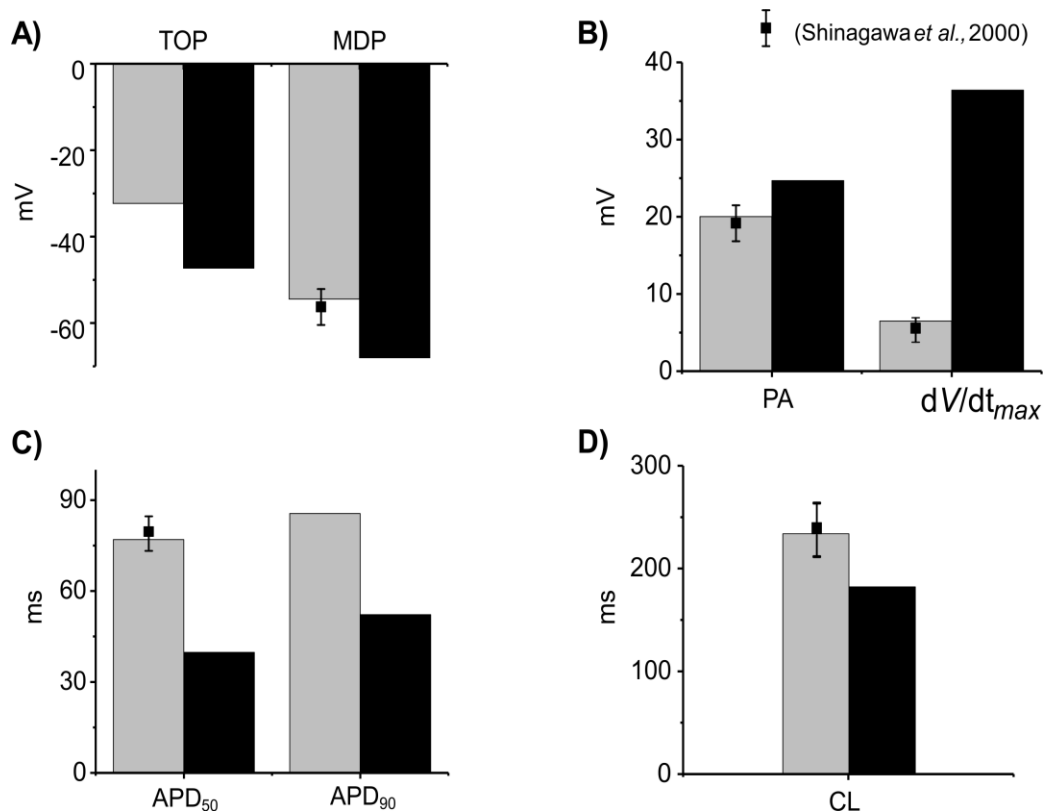 A)
TOP MDP
0
-20
-40
-60
mV
B)
(Shinagawa et al., 2000)
40
30
20
10
0
mV
PA dV/dtmax
C)
90
60
30
0
ms
APD50 APD90
D)
300
200
100
0
ms
CL